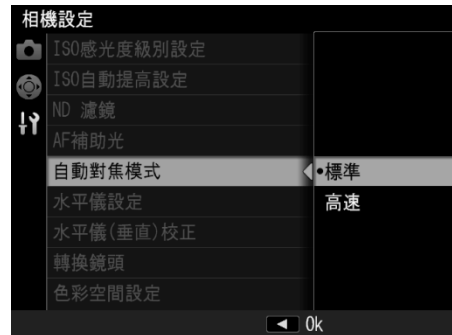 相機設定
ISO感光度級別設定
ISO自動提高設定
ND 濾鏡
AF補助光
自動對焦模式
•標準
水平儀設定
高速
水平儀(垂直)校正
轉換鏡頭
色彩空間設定
Ok